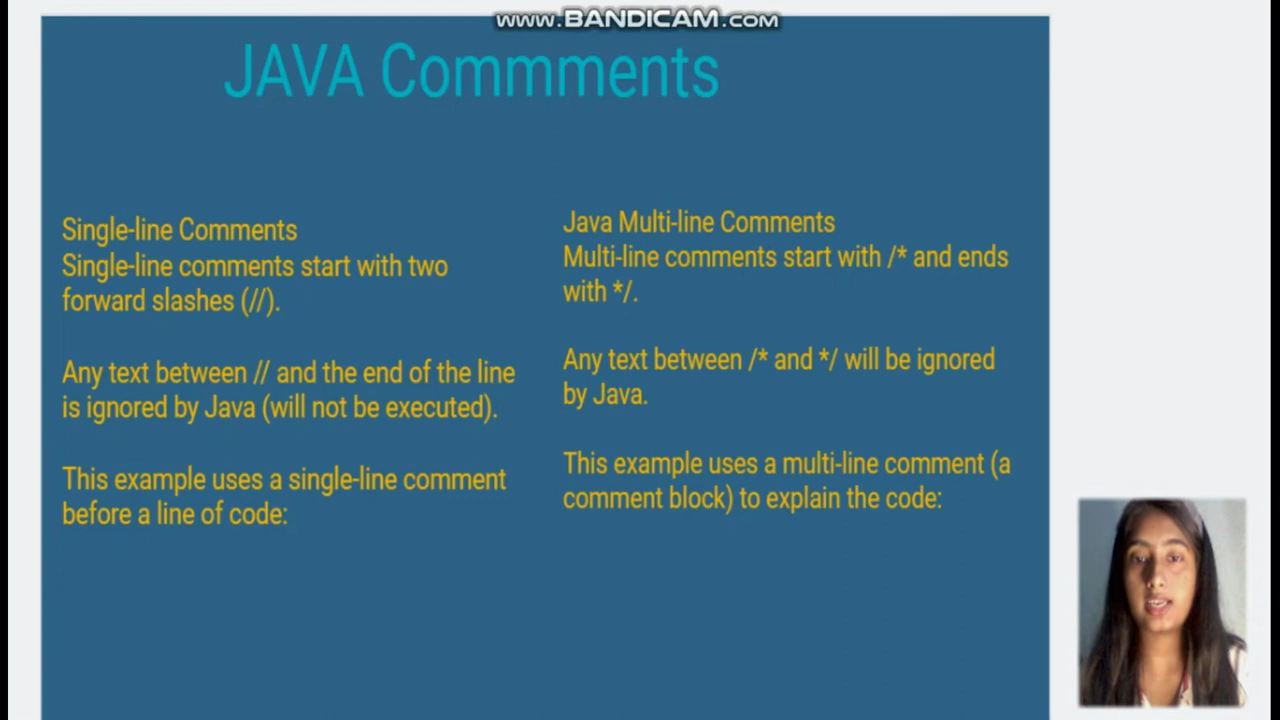 www.BANDICAM.com
JAVA Commments
Single-line Comments
Single-line comments start with two
forward slashes (//).
Any text between // and the end of the line
is ignored by Java (will not be executed).
This example uses a single-line comment
before a line of code:
Java Multi-line Comments
Multi-line comments start with /* and ends
with */.
Any text between /* and */ will be ignored
by Java.
This example uses a multi-line comment (a
comment block) to explain the code: